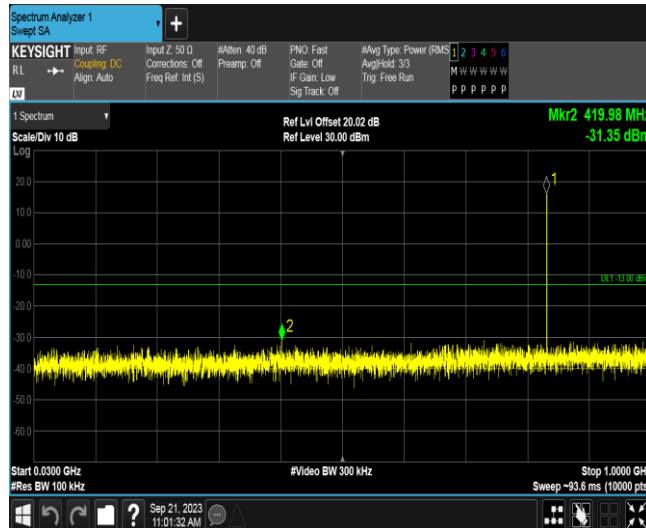 Spectrum Analyzer 1
Swept SA
+
KEYSIGHT Input: RF Input Z: 50 Ω #Atten: 40 dB PNO: Fast #Avg Type: Power (RMS 1 2 3 4 5 6
RL Coupling: DC Corrections: Off Preamp: Off Gate: Off Avg|Hold: 3/3 M W W W W W
Align: Auto Freq Ref: Int (S) IF Gain: Low Trig: Free Run
Sig Track: Off P P P P P P
LXI
1 Spectrum Ref Lvl Offset 20.02 dB Mkr2 419.98 MHz
Scale/Div 10 dB Ref Level 30.00 dBm -31.35 dBm
Log
20.0
10.0
0.00
-10.0
-20.0
-30.0
-40.0
-50.0
-60.0
1
DL1 -13.00 dB
2
Start 0.0300 GHz #Video BW 300 kHz Stop 1.0000 GH
#Res BW 100 kHz Sweep ~93.6 ms (10000 pts
? Sep 21, 2023
11:01:32 AM